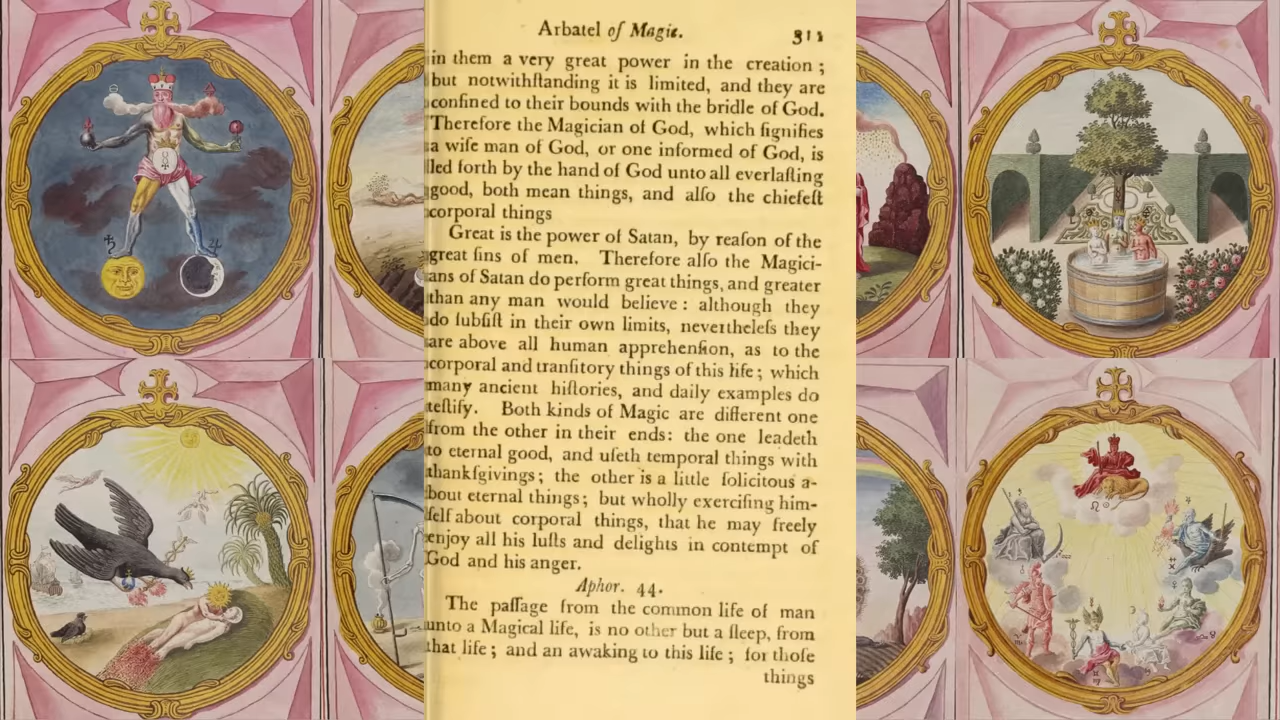 Arbatel of Magic. 311
in them a very great power in the creation ;
but notwithſtanding it is limited, and they are
confined to their bounds with the bridle of God.
Therefore the Magician of God, which ſignifies
a wiſe man of God, or one informed of God, is
led forth by the hand of God unto all everlaſting
good, both mean things, and alſo the chiefeſt
corporal things
Great is the power of Satan, by reaſon of the
great ſins of men. Therefore alſo the Magici-
ans of Satan do perform great things, and greater
than any man would believe : although they
do ſubſiſt in their own limits, nevertheleſs they
are above all human apprehenſion, as to the
corporal and tranſitory things of this life ; which
many ancient hiſtories, and daily examples do
teſtify. Both kinds of Magic are different one
from the other in their ends: the one leadeth
to eternal good, and uſeth temporal things with
thankſgivings ; the other is a little ſolicitous a-
bout eternal things ; but wholly exerciſing him-
ſelf about corporal things, that he may freely
enjoy all his luſts and delights in contempt of
God and his anger.
Aphor. 44.
The paſſage from the common life of man
unto a Magical life, is no other but a ſleep, from
that life ; and an awaking to this life ; for thoſe
things